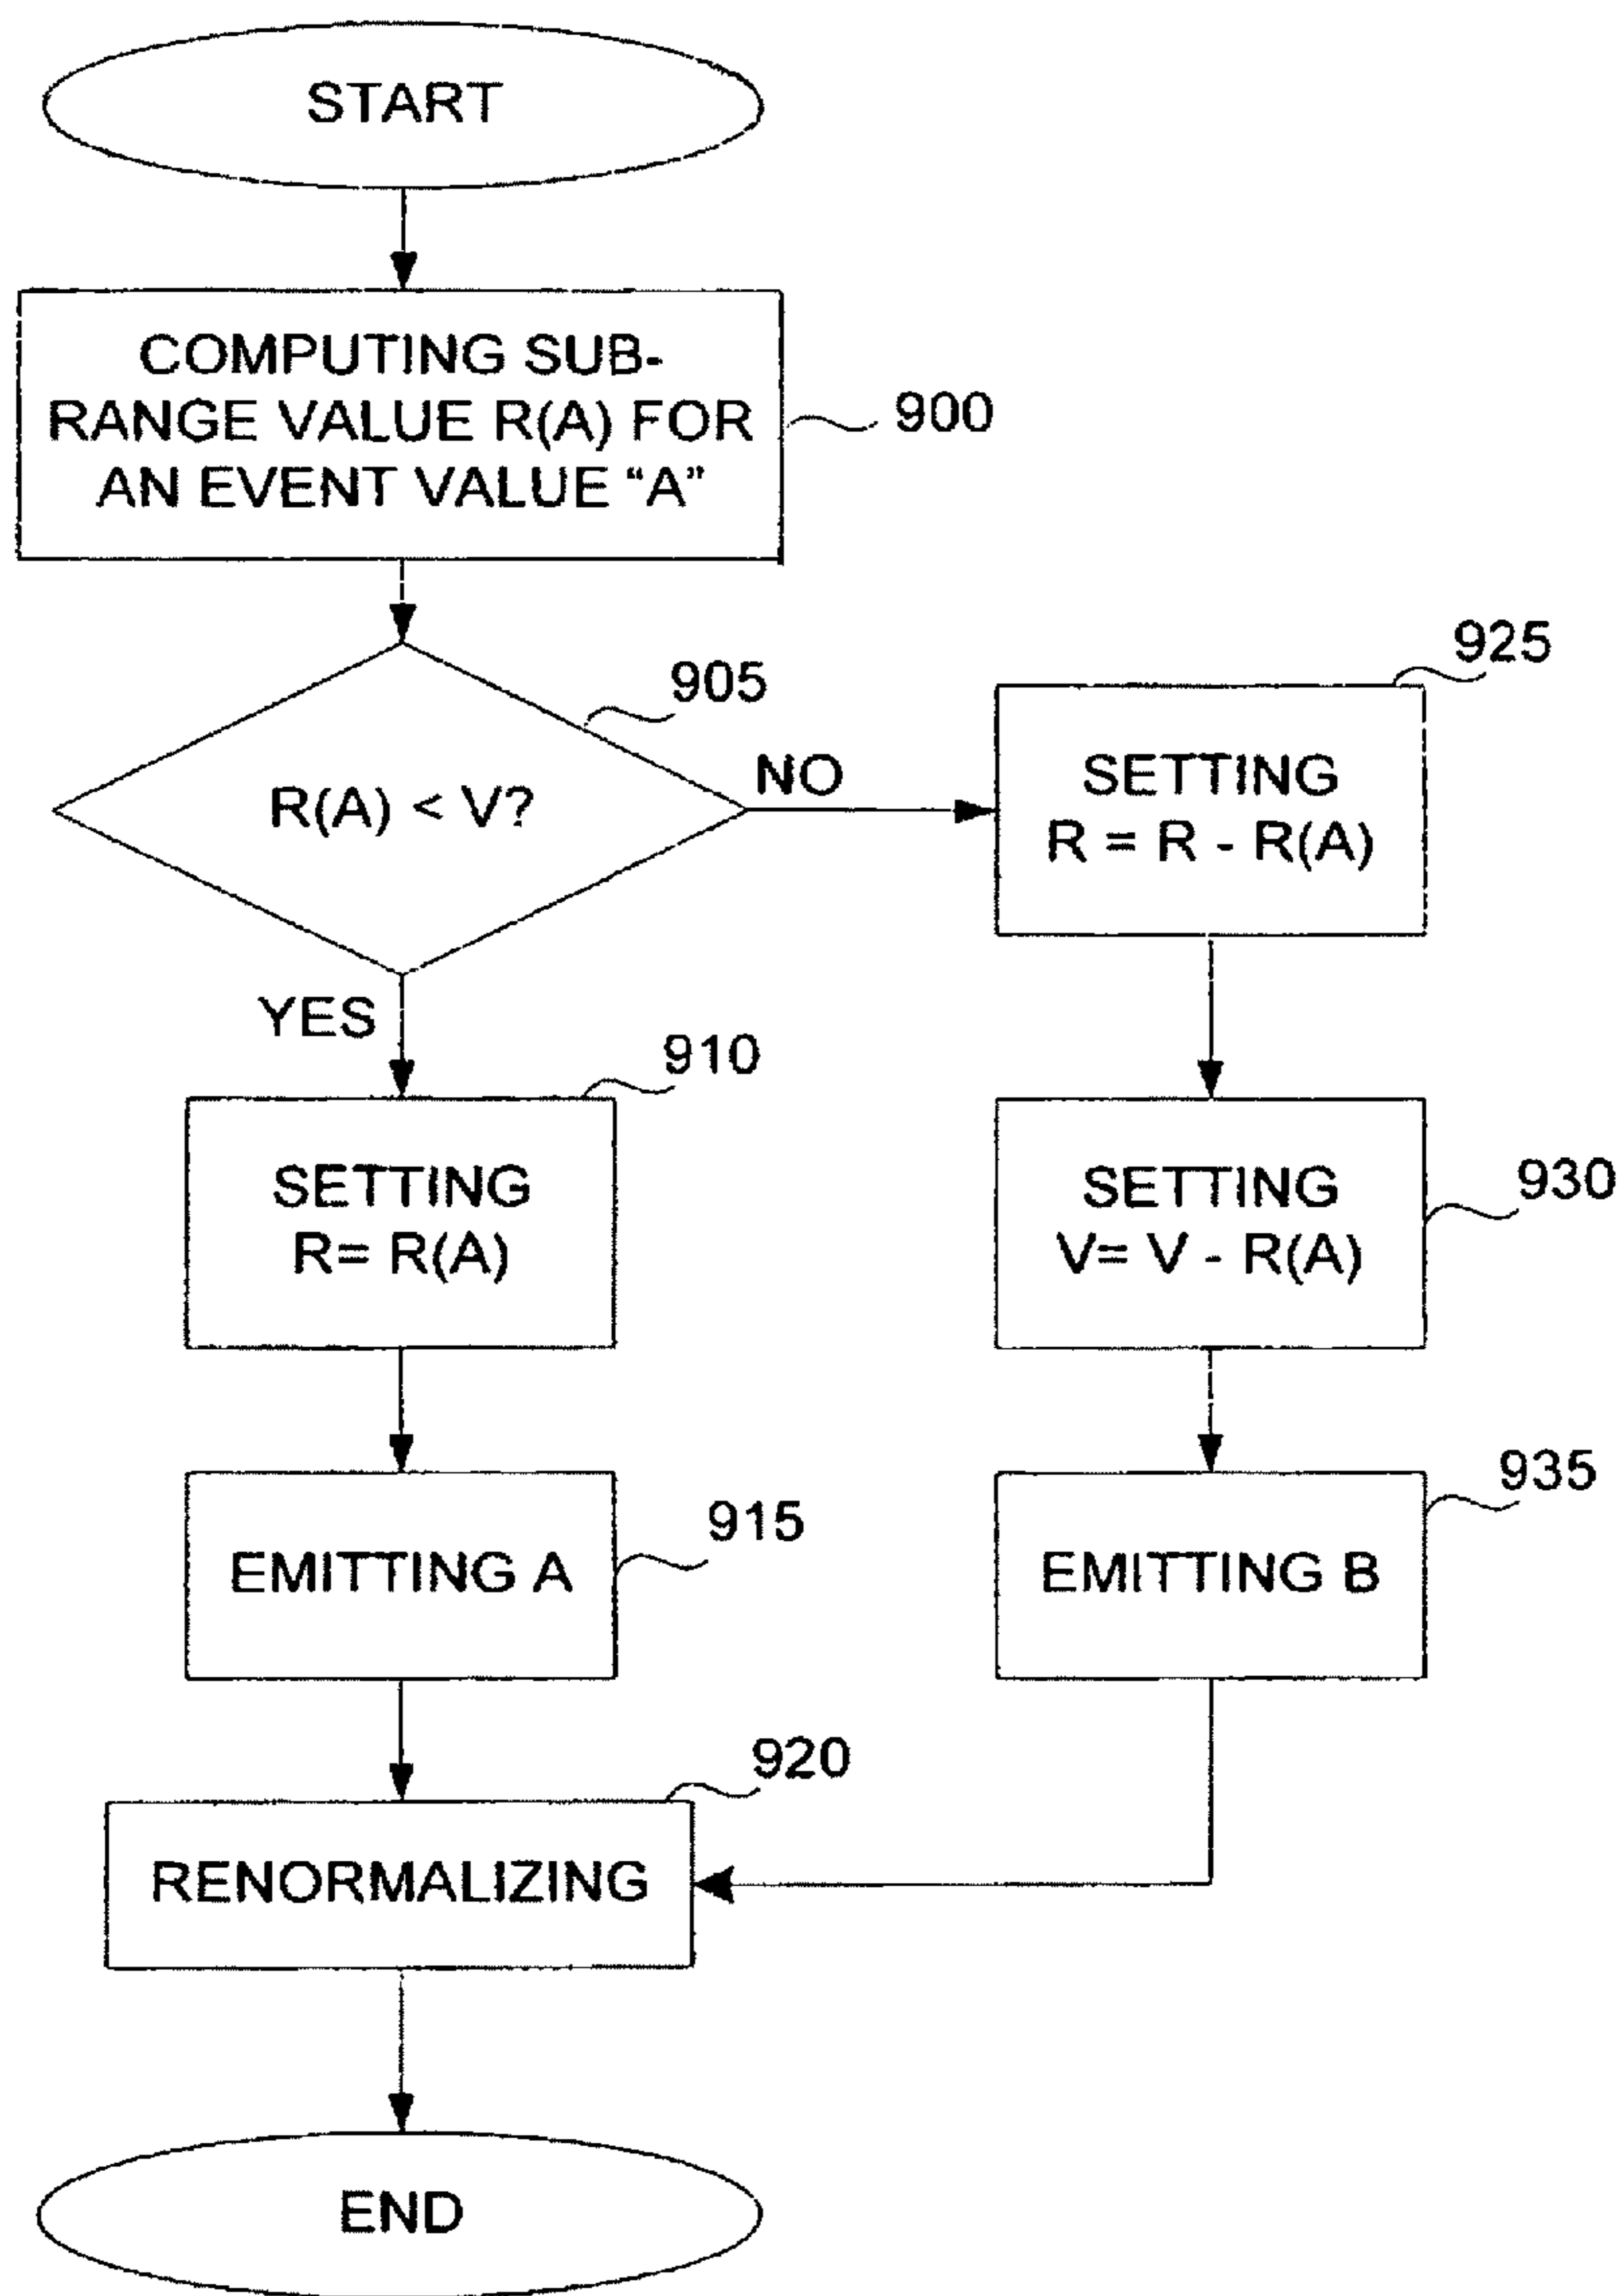 START
COMPUTING SUB-
RANGE VALUE R(A) FOR
AN EVENT VALUE “A”
900
R(A) < V?
905
NO
YES
SETTING
R = R - R(A)
925
SETTING
R= R(A)
910
SETTING
V= V - R(A)
930
EMITTING A
915
EMITTING B
935
RENORMALIZING
920
END